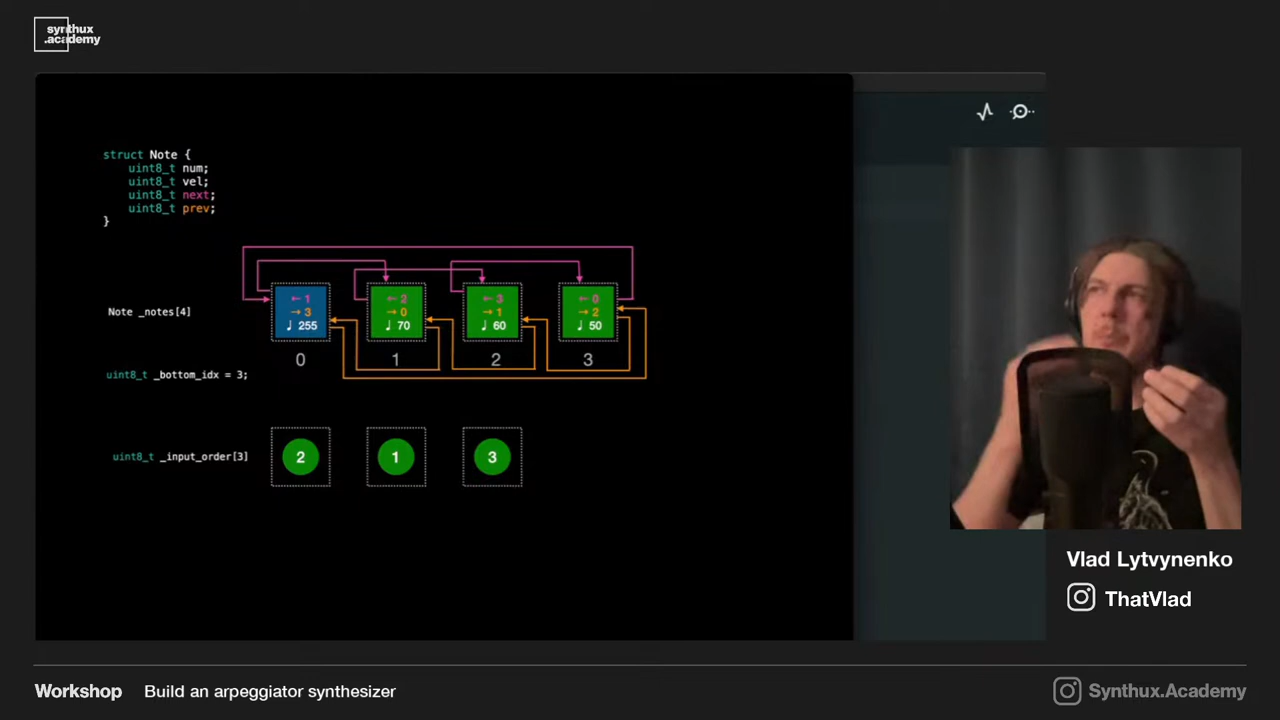 synthux
.academy
struct Note {
uint8_t num;
uint8_t vel;
uint8_t next;
uint8_t prev;
}
Note _notes[4]
← 1
→ 3
♩ 255
← 2
→ 0
♩ 70
← 3
→ 1
♩ 60
← 0
→ 2
♩ 50
0 1 2 3
uint8_t _bottom_idx = 3;
uint8_t _input_order[3]
2 1 3
Vlad Lytvynenko
ThatVlad
Workshop Build an arpeggiator synthesizer
Synthux.Academy